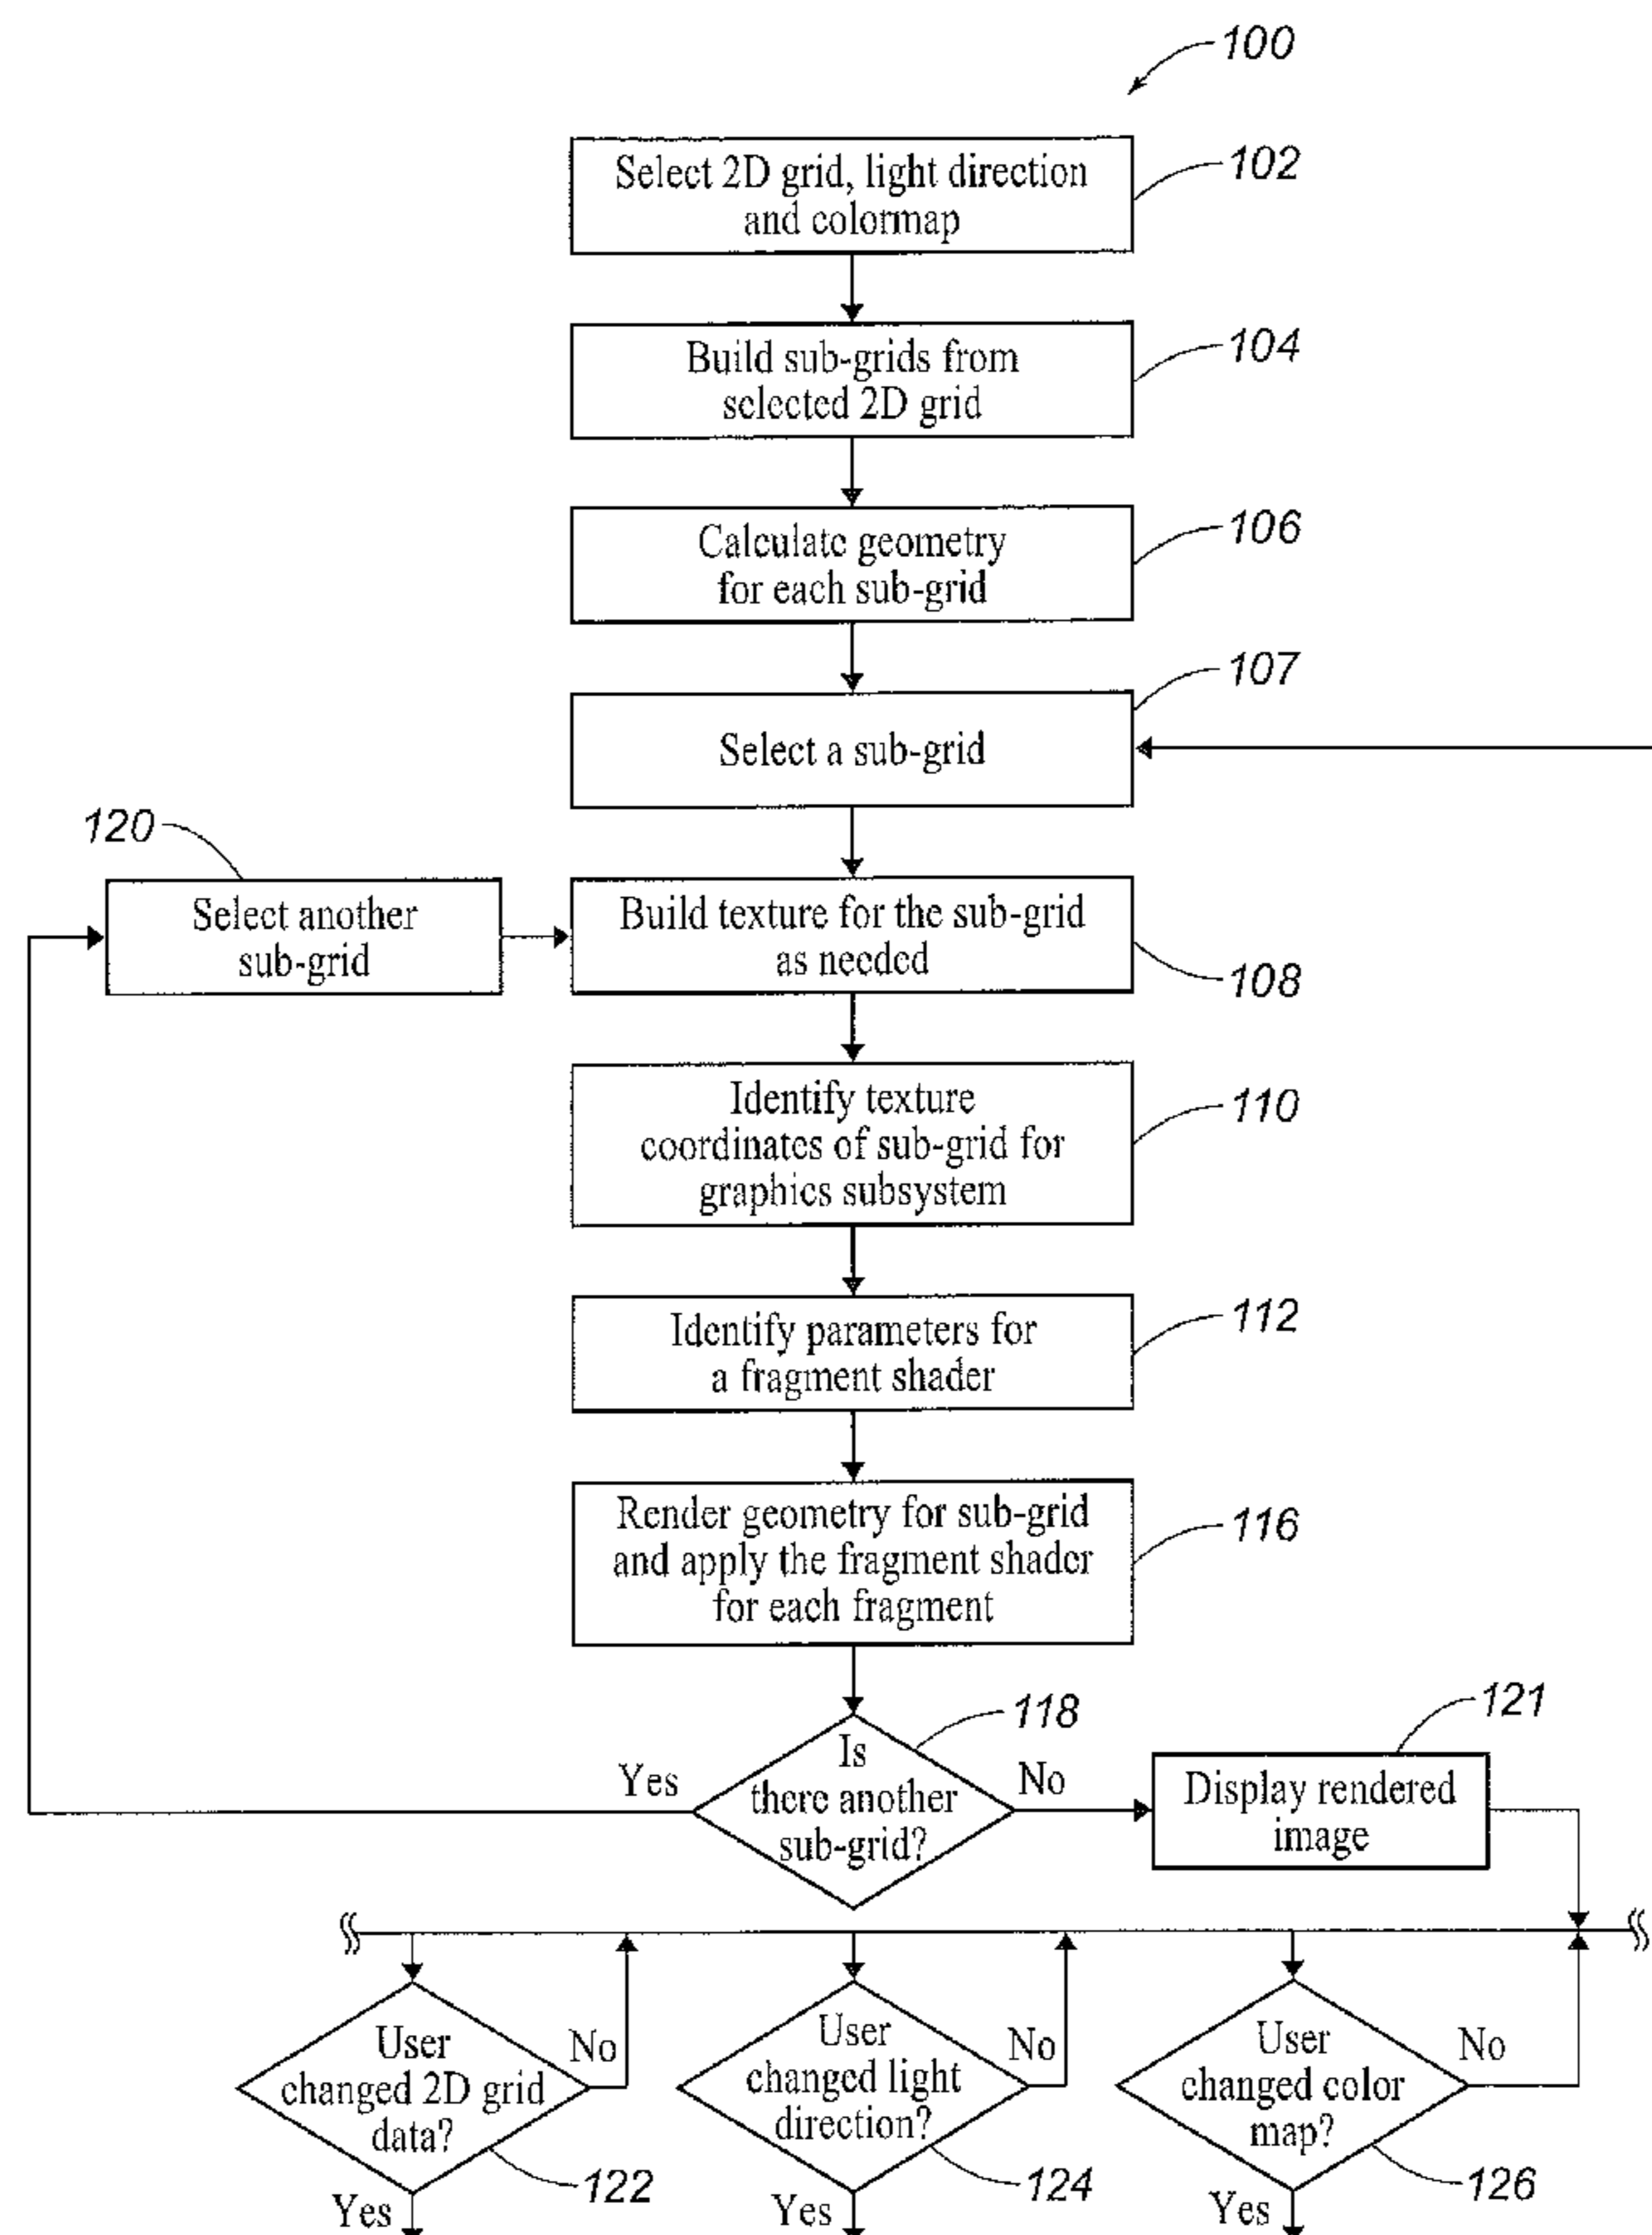 100
Select 2D grid, light direction
and colormap
102
Build sub-grids from
selected 2D grid
104
Calculate geometry
for each sub-grid
106
107
Select a sub-grid
120
Select another
sub-grid
Build texture for the sub-grid
as needed
108
Identify texture
coordinates of sub-grid for
graphics subsystem
110
Identify parameters for
a fragment shader
112
Render geometry for sub-grid
and apply the fragment shader
for each fragment
116
118
Is
there another
sub-grid?
Yes
No
121
Display rendered
image
User
changed 2D grid
data?
No
122
Yes
User
changed light
direction?
No
124
Yes
User
changed color
map?
No
126
Yes